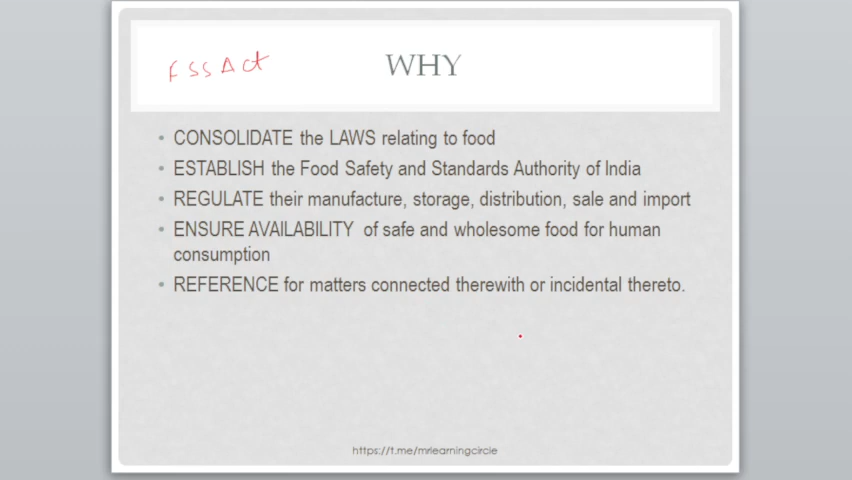 FSS Act
WHY
• CONSOLIDATE the LAWS relating to food
• ESTABLISH the Food Safety and Standards Authority of India
• REGULATE their manufacture, storage, distribution, sale and import
• ENSURE AVAILABILITY of safe and wholesome food for human
consumption
• REFERENCE for matters connected therewith or incidental thereto.
https://t.me/mrlearningcircle